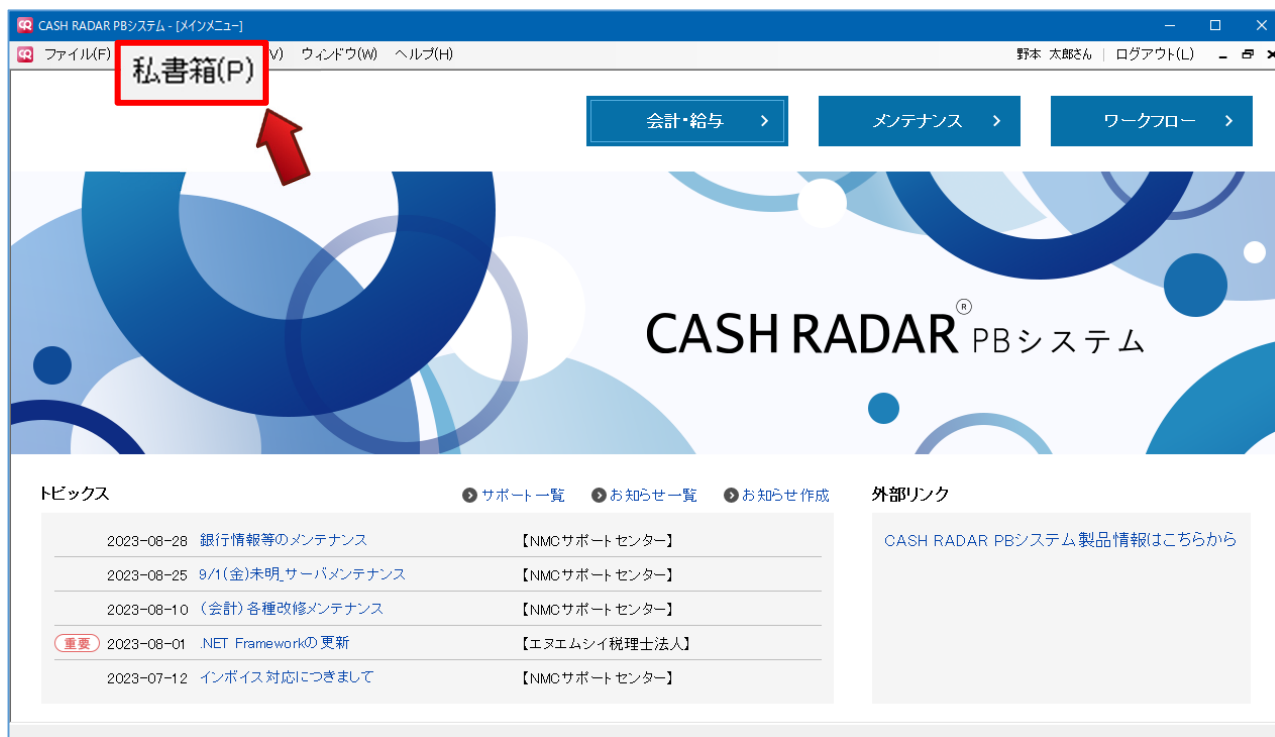 CASH RADAR PBシステム - [メインメニュー]
ファイル(F) 私書箱(P) V) ウィンドウ(W) ヘルプ(H) 野本 太郎さん | ログアウト(L)
会計・給与 メンテナンス ワークフロー
CASH RADAR® PBシステム
トピックス サポート一覧 お知らせ一覧 お知らせ作成 外部リンク
2023-08-28 銀行情報等のメンテナンス 【NMCサポートセンター】 CASH RADAR PBシステム製品情報はこちらから
2023-08-25 9/1(金)未明_サーバメンテナンス 【NMCサポートセンター】
2023-08-10 (会計)各種改修メンテナンス 【NMCサポートセンター】
重要 2023-08-01 .NET Frameworkの更新 【エヌエムシイ税理士法人】
2023-07-12 インボイス対応につきまして 【NMCサポートセンター】